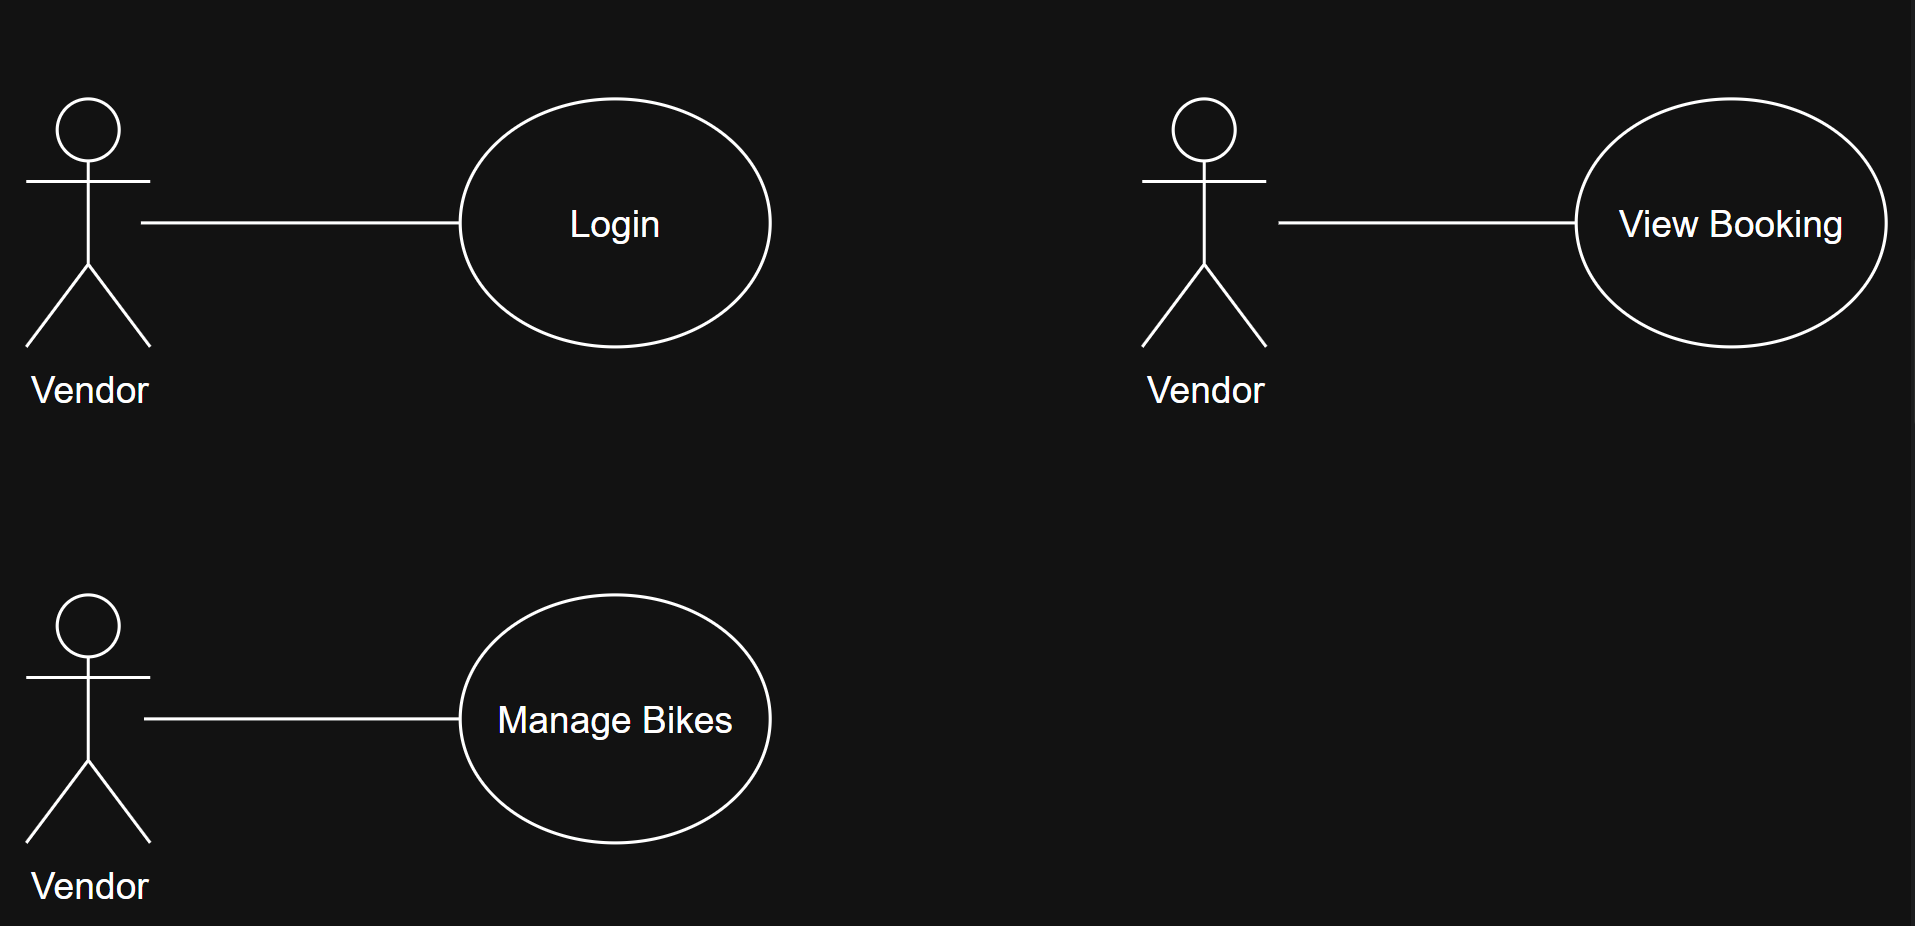 Login
Vendor
View Booking
Vendor
Manage Bikes
Vendor